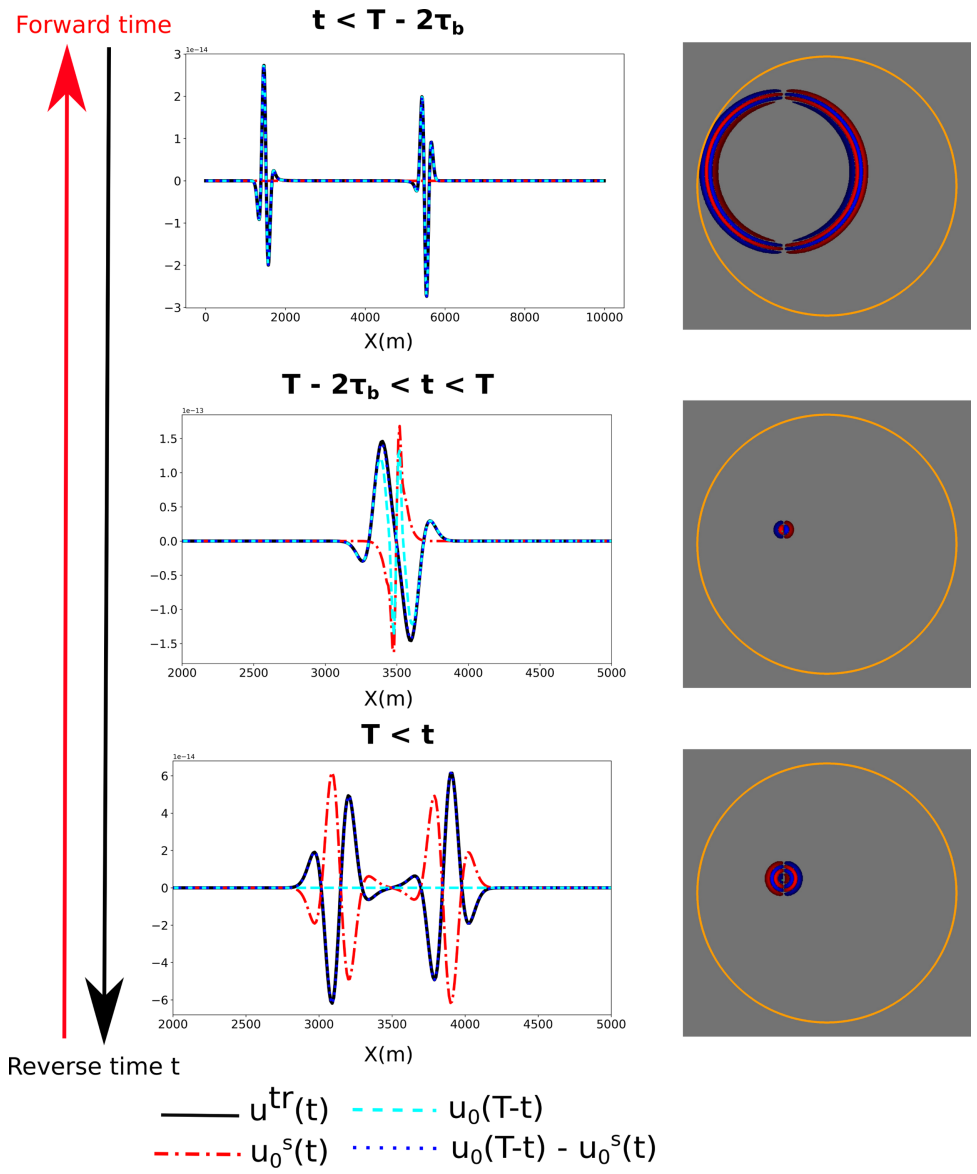 Forward time
t < T - 2τb
1e−14
3
2
1
0
−1
−2
−3
0 2000 4000 6000 8000 10000
X(m)
T - 2τb < t < T
1e−13
1.5
1.0
0.5
0.0
−0.5
−1.0
−1.5
2000 2500 3000 3500 4000 4500 5000
X(m)
T < t
1e−14
6
4
2
0
−2
−4
−6
2000 2500 3000 3500 4000 4500 5000
X(m)
Reverse time t
u^tr(t) u₀(T-t)
u₀^s(t) u₀(T-t) - u₀^s(t)